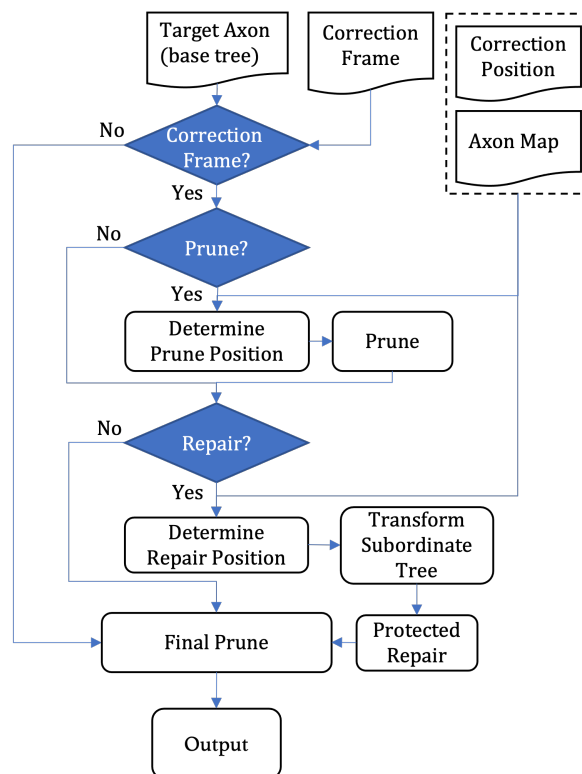 Target Axon
(base tree)
Correction
Frame
Correction
Position
Axon Map
No
Correction
Frame?
Yes
No
Prune?
Yes
Determine
Prune Position
Prune
No
Repair?
Yes
Determine
Repair Position
Transform
Subordinate
Tree
Final Prune
Protected
Repair
Output